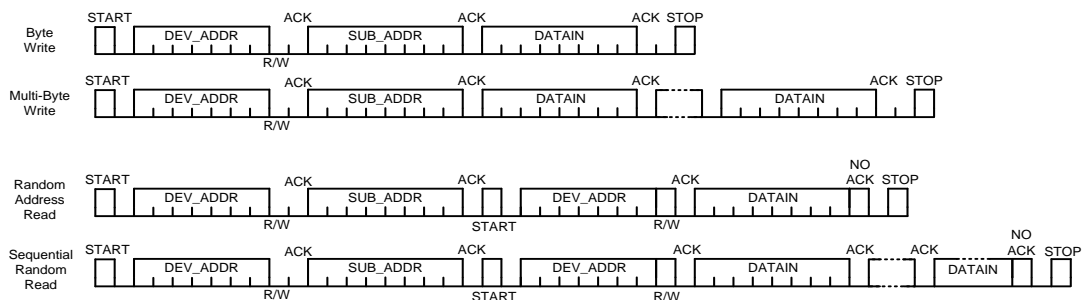 START ACK ACK ACK STOP
Byte Write DEV_ADDR SUB_ADDR DATAIN
R/W
START ACK ACK ACK ACK STOP
Multi-Byte Write DEV_ADDR SUB_ADDR DATAIN DATAIN
R/W
NO
START ACK ACK ACK ACK STOP
Random Address Read DEV_ADDR SUB_ADDR DEV_ADDR DATAIN
R/W START R/W
NO
START ACK ACK ACK ACK ACK ACK STOP
Sequential Random Read DEV_ADDR SUB_ADDR DEV_ADDR DATAIN DATAIN
R/W START R/W